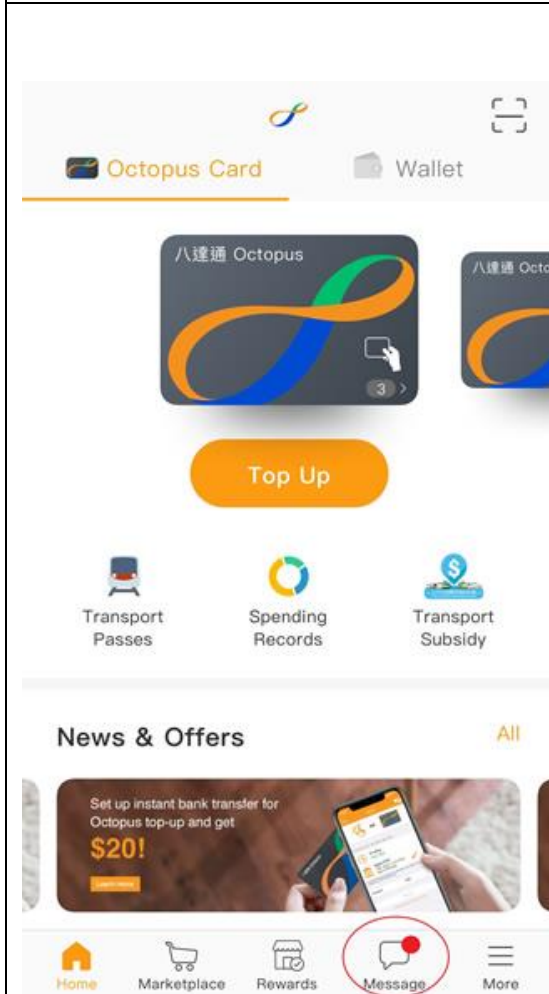 Octopus Card
Wallet
八達通 Octopus
八達通 Octo
3
Top Up
Transport
Passes
Spending
Records
Transport
Subsidy
News & Offers
All
Set up instant bank transfer for
Octopus top-up and get
$20!
Learn more
Home
Marketplace
Rewards
Message
More